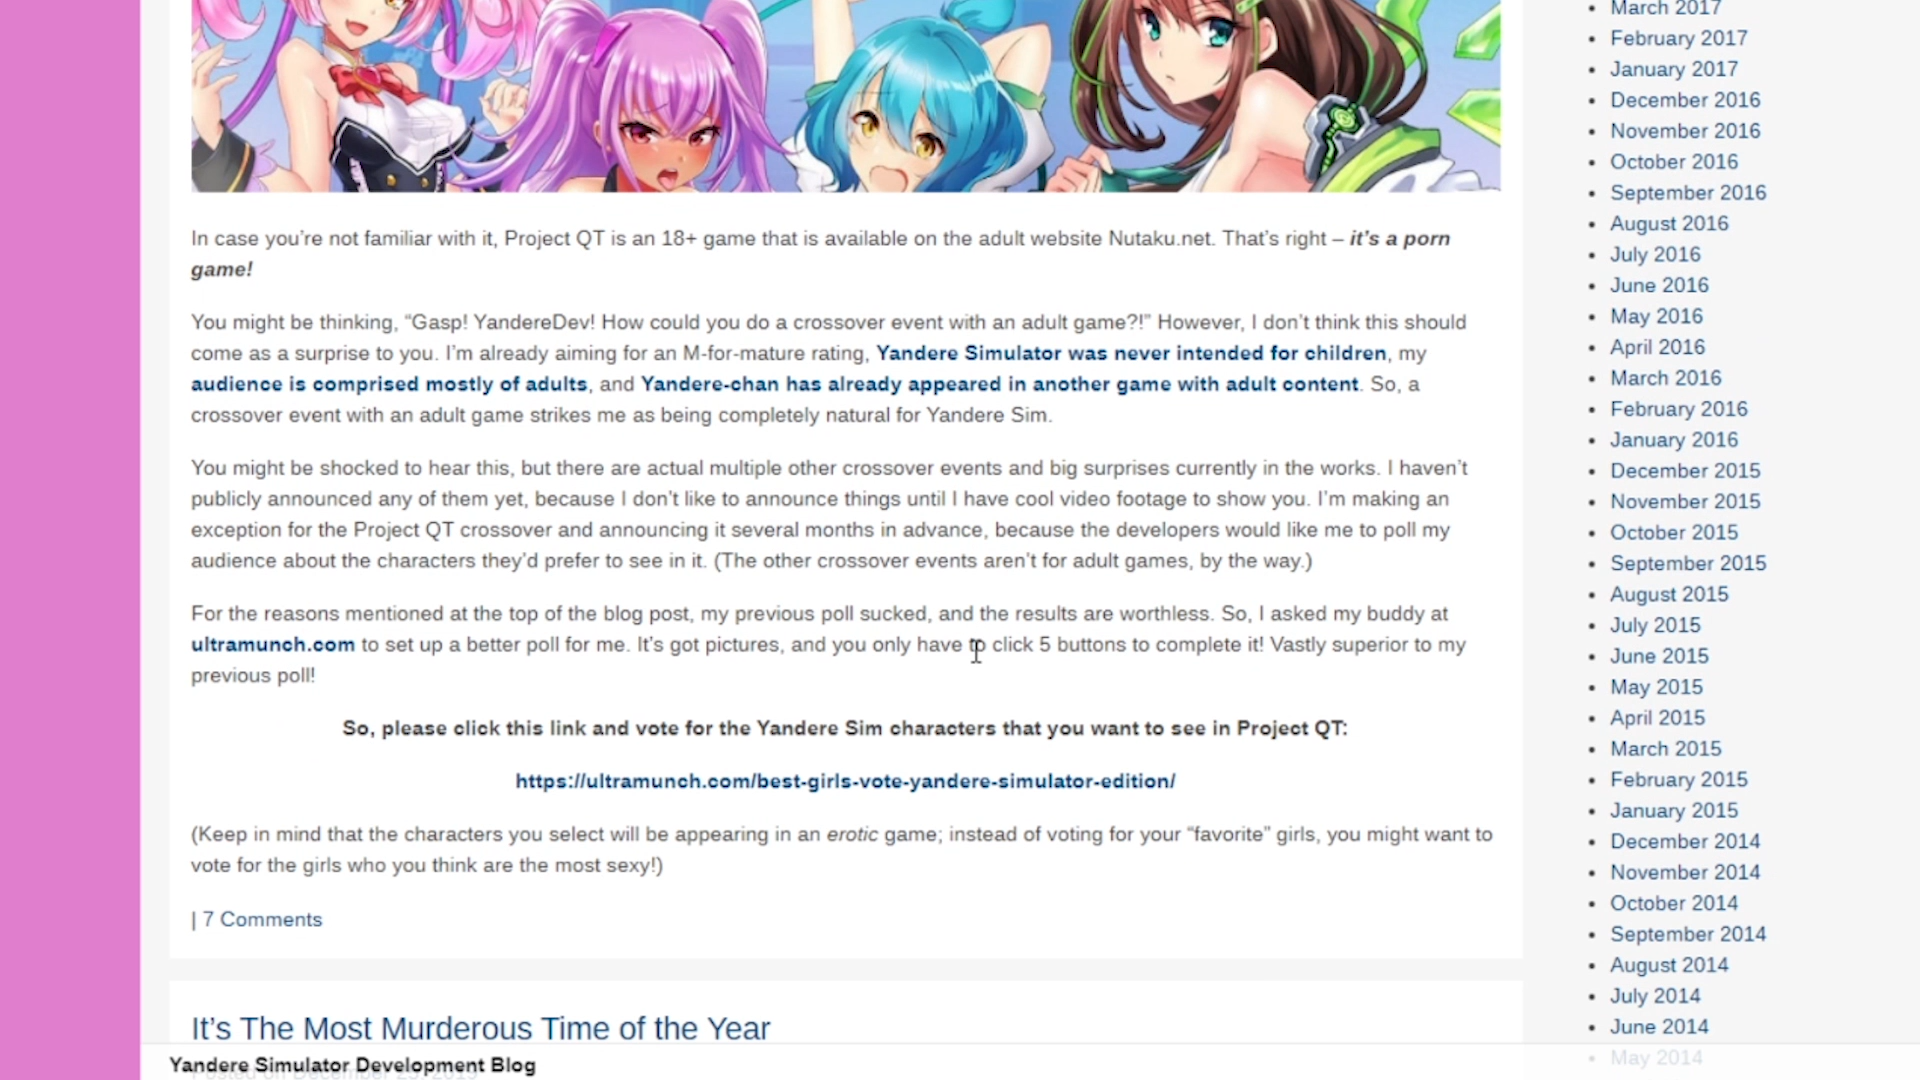 In case you’re not familiar with it, Project QT is an 18+ game that is available on the adult website Nutaku.net. That’s right – it’s a porn
game!
You might be thinking, “Gasp! YandereDev! How could you do a crossover event with an adult game?!” However, I don’t think this should
come as a surprise to you. I’m already aiming for an M-for-mature rating, Yandere Simulator was never intended for children, my
audience is comprised mostly of adults, and Yandere-chan has already appeared in another game with adult content. So, a
crossover event with an adult game strikes me as being completely natural for Yandere Sim.
You might be shocked to hear this, but there are actual multiple other crossover events and big surprises currently in the works. I haven’t
publicly announced any of them yet, because I don’t like to announce things until I have cool video footage to show you. I’m making an
exception for the Project QT crossover and announcing it several months in advance, because the developers would like me to poll my
audience about the characters they’d prefer to see in it. (The other crossover events aren’t for adult games, by the way.)
For the reasons mentioned at the top of the blog post, my previous poll sucked, and the results are worthless. So, I asked my buddy at
ultramunch.com to set up a better poll for me. It’s got pictures, and you only have to click 5 buttons to complete it! Vastly superior to my
previous poll!
So, please click this link and vote for the Yandere Sim characters that you want to see in Project QT:
https://ultramunch.com/best-girls-vote-yandere-simulator-edition/
(Keep in mind that the characters you select will be appearing in an erotic game; instead of voting for your “favorite” girls, you might want to
vote for the girls who you think are the most sexy!)
| 7 Comments
It’s The Most Murderous Time of the Year
Posted on December 23, 2019
Yandere Simulator Development Blog
March 2017
February 2017
January 2017
December 2016
November 2016
October 2016
September 2016
August 2016
July 2016
June 2016
May 2016
April 2016
March 2016
February 2016
January 2016
December 2015
November 2015
October 2015
September 2015
August 2015
July 2015
June 2015
May 2015
April 2015
March 2015
February 2015
January 2015
December 2014
November 2014
October 2014
September 2014
August 2014
July 2014
June 2014
May 2014